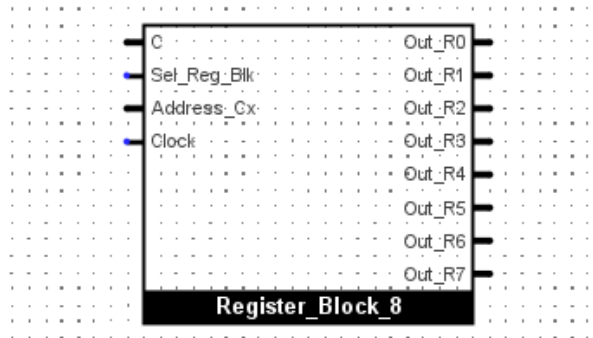 C Out_R0
Sel_Reg_Blk Out_R1
Address_Cx Out_R2
Clock Out_R3
Out_R4
Out_R5
Out_R6
Out_R7
Register_Block_8